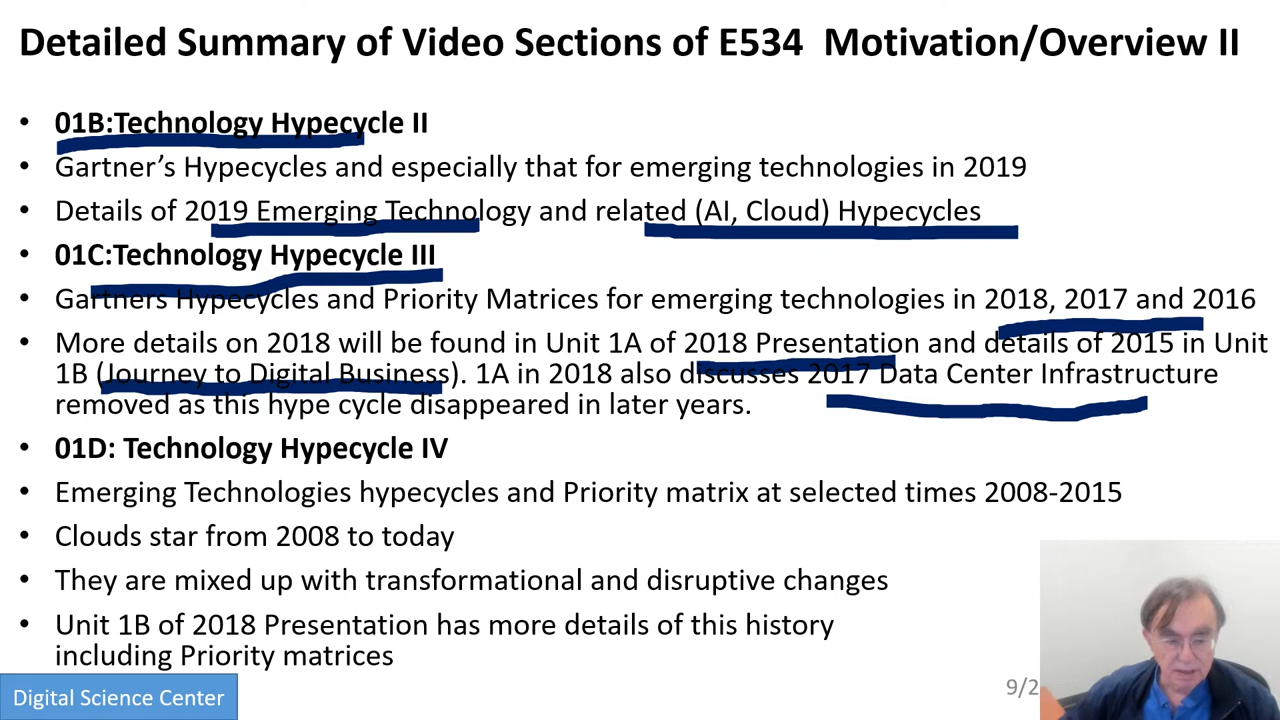 Detailed Summary of Video Sections of E534 Motivation/Overview II
• 01B:Technology Hypecycle II
• Gartner’s Hypecycles and especially that for emerging technologies in 2019
• Details of 2019 Emerging Technology and related (AI, Cloud) Hypecycles
• 01C:Technology Hypecycle III
• Gartners Hypecycles and Priority Matrices for emerging technologies in 2018, 2017 and 2016
• More details on 2018 will be found in Unit 1A of 2018 Presentation and details of 2015 in Unit
1B (Journey to Digital Business). 1A in 2018 also discusses 2017 Data Center Infrastructure
removed as this hype cycle disappeared in later years.
• 01D: Technology Hypecycle IV
• Emerging Technologies hypecycles and Priority matrix at selected times 2008-2015
• Clouds star from 2008 to today
• They are mixed up with transformational and disruptive changes
• Unit 1B of 2018 Presentation has more details of this history
including Priority matrices
Digital Science Center
9/2